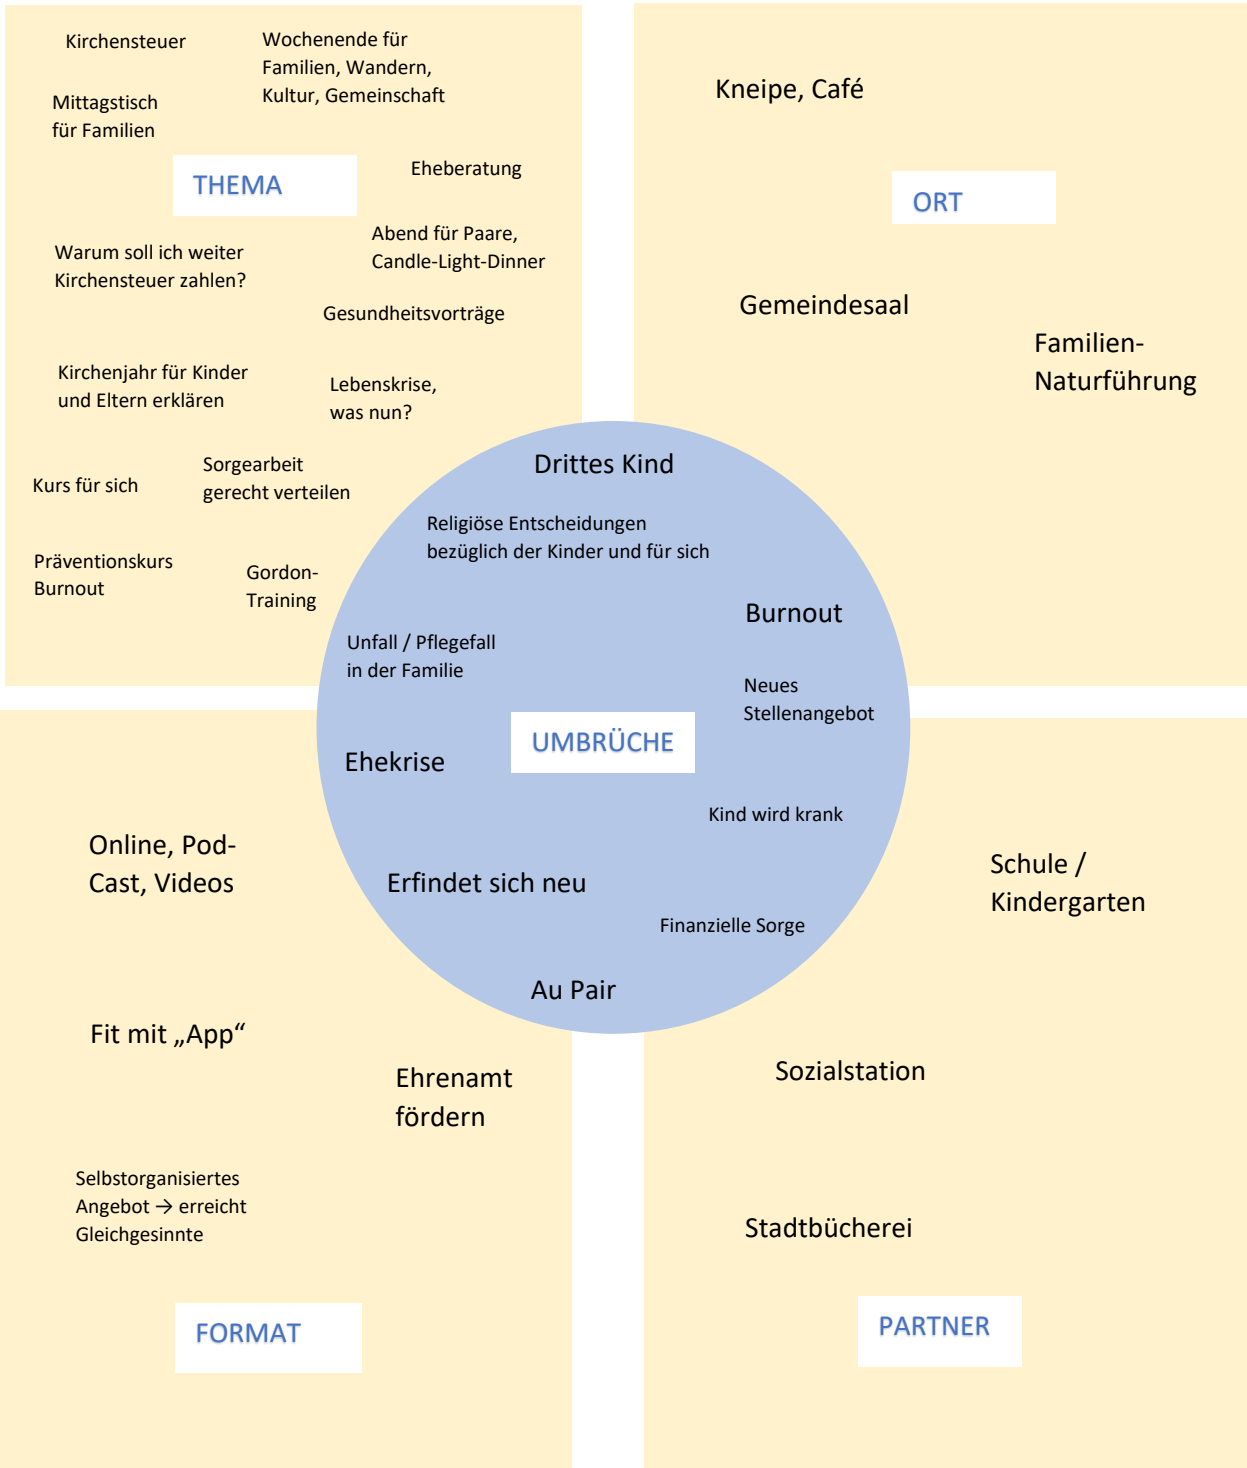 Kirchensteuer
Wochenende für
Familien, Wandern,
Kultur, Gemeinschaft
Mittagstisch
für Familien
THEMA
Eheberatung
Warum soll ich weiter
Kirchensteuer zahlen?
Abend für Paare,
Candle-Light-Dinner
Gesundheitsvorträge
Kirchenjahr für Kinder
und Eltern erklären
Lebenskrise,
was nun?
Kurs für sich
Sorgearbeit
gerecht verteilen
Präventionskurs
Burnout
Gordon-
Training
Kneipe, Café
ORT
Gemeindesaal
Familien-
Naturführung
Drittes Kind
Religiöse Entscheidungen
bezüglich der Kinder und für sich
Burnout
Unfall / Pflegefall
in der Familie
Neues
Stellenangebot
UMBRÜCHE
Ehekrise
Kind wird krank
Erfindet sich neu
Finanzielle Sorge
Au Pair
Online, Pod-
Cast, Videos
Fit mit „App“
Ehrenamt
fördern
Selbstorganisiertes
Angebot → erreicht
Gleichgesinnte
FORMAT
Schule /
Kindergarten
Sozialstation
Stadtbücherei
PARTNER